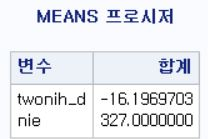 MEANS 프로시저
변수 합계
twonih_d -16.1969703
nie 327.0000000